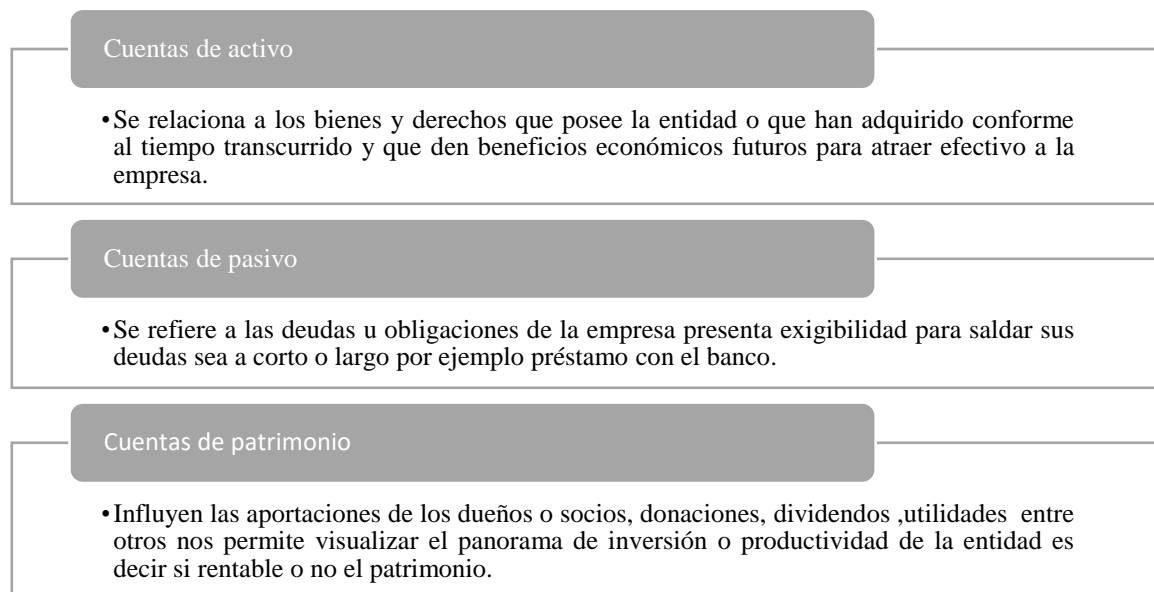 Cuentas de activo
•Se relaciona a los bienes y derechos que posee la entidad o que han adquirido conforme
al tiempo transcurrido y que den beneficios económicos futuros para atraer efectivo a la
empresa.
Cuentas de pasivo
•Se refiere a las deudas u obligaciones de la empresa presenta exigibilidad para saldar sus
deudas sea a corto o largo por ejemplo préstamo con el banco.
Cuentas de patrimonio
•Influyen las aportaciones de los dueños o socios, donaciones, dividendos ,utilidades entre
otros nos permite visualizar el panorama de inversión o productividad de la entidad es
decir si rentable o no el patrimonio.